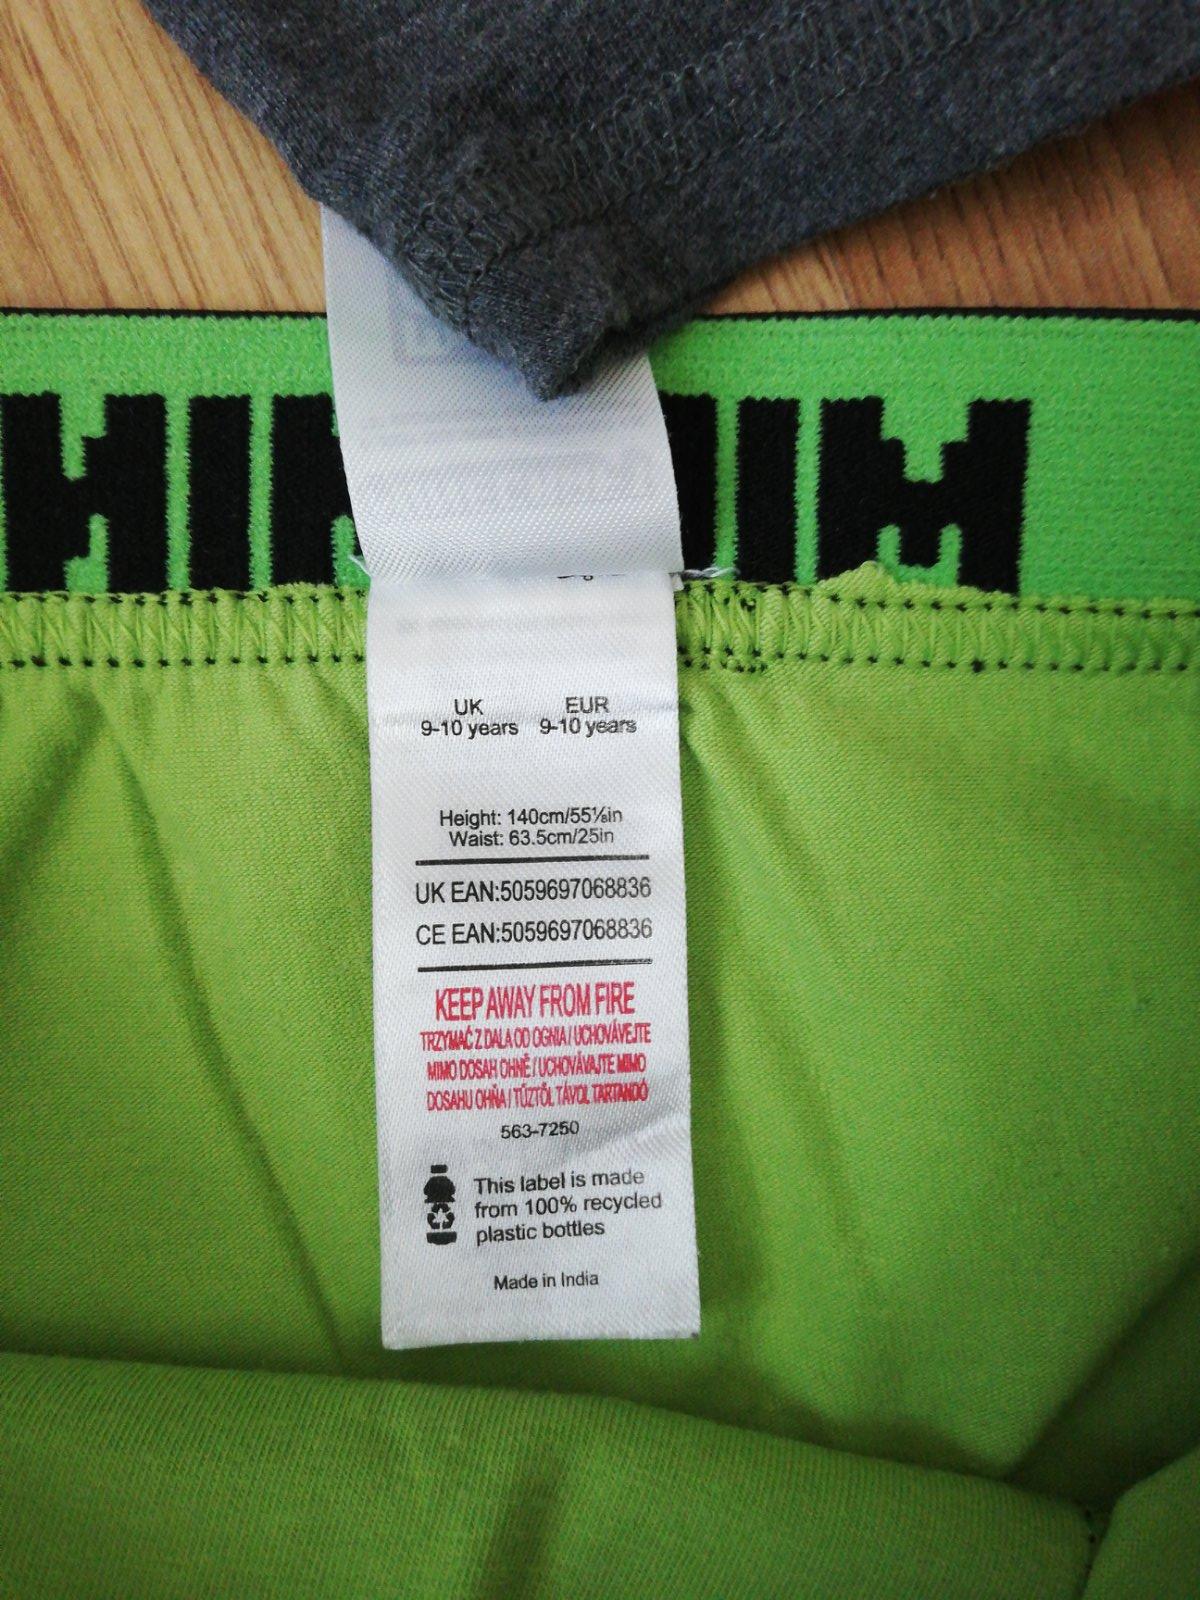 UK EUR
9-10 years 9-10 years
Height: 140cm/55⅛in
Waist: 63.5cm/25in
UK EAN:5059697068836
CE EAN:5059697068836
KEEP AWAY FROM FIRE
TRZYMAĆ Z DALA OD OGNIA / UCHOVÁVEJTE
MIMO DOSAH OHNĚ / UCHOVÁVAJTE MIMO
DOSAHU OHŇA / TŰZTŐL TÁVOL TARTANDÓ
563-7250
This label is made
from 100% recycled
plastic bottles
Made in India